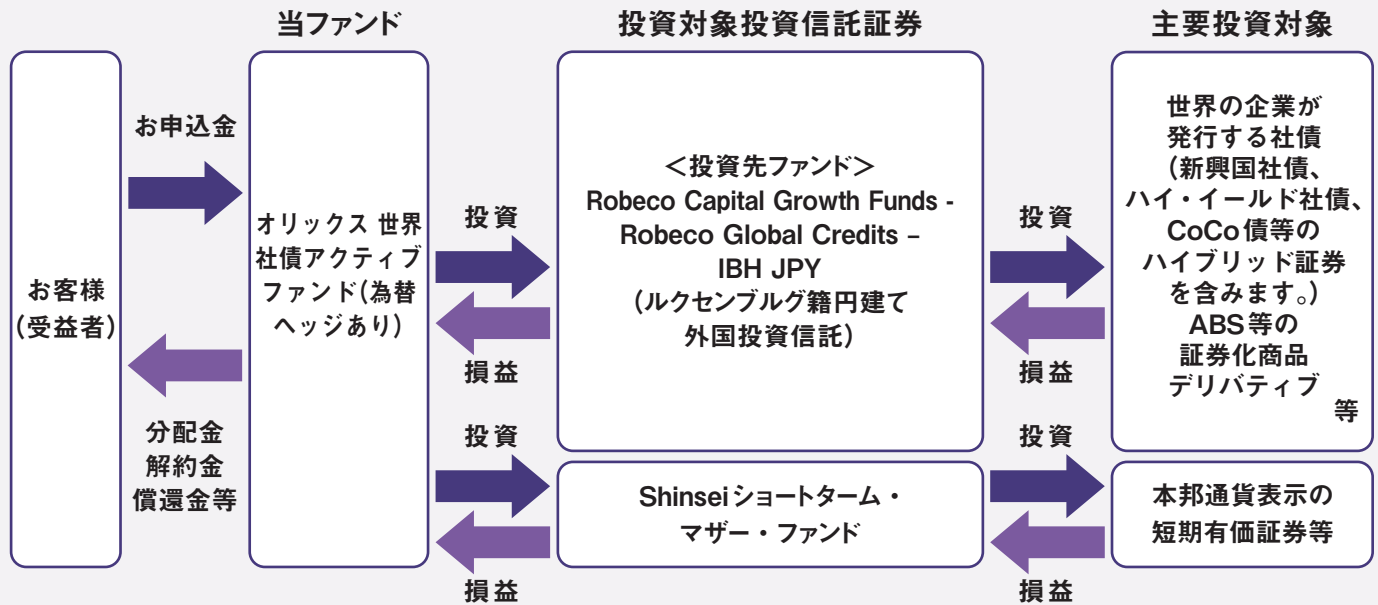 当ファンド
投資対象投資信託証券
主要投資対象
お客様
(受益者)
お申込金
分配金
解約金
償還金等
オリックス 世界
社債アクティブ
ファンド(為替
ヘッジあり)
投資
損益
投資
損益
<投資先ファンド>
Robeco Capital Growth Funds -
Robeco Global Credits –
IBH JPY
(ルクセンブルグ籍円建て
外国投資信託)
Shinseiショートターム・
マザー・ファンド
投資
損益
投資
損益
世界の企業が
発行する社債
(新興国社債、
ハイ・イールド社債、
CoCo債等の
ハイブリッド証券
を含みます。)
ABS等の
証券化商品
デリバティブ
等
本邦通貨表示の
短期有価証券等